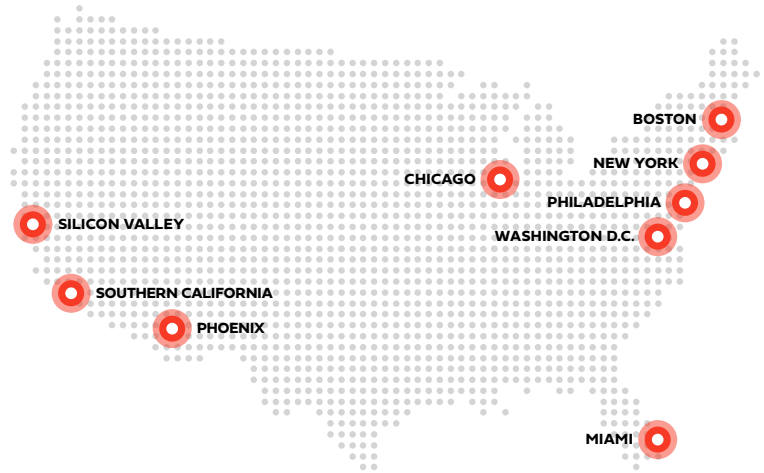 BOSTON
NEW YORK
CHICAGO
PHILADELPHIA
SILICON VALLEY
WASHINGTON D.C.
SOUTHERN CALIFORNIA
PHOENIX
MIAMI